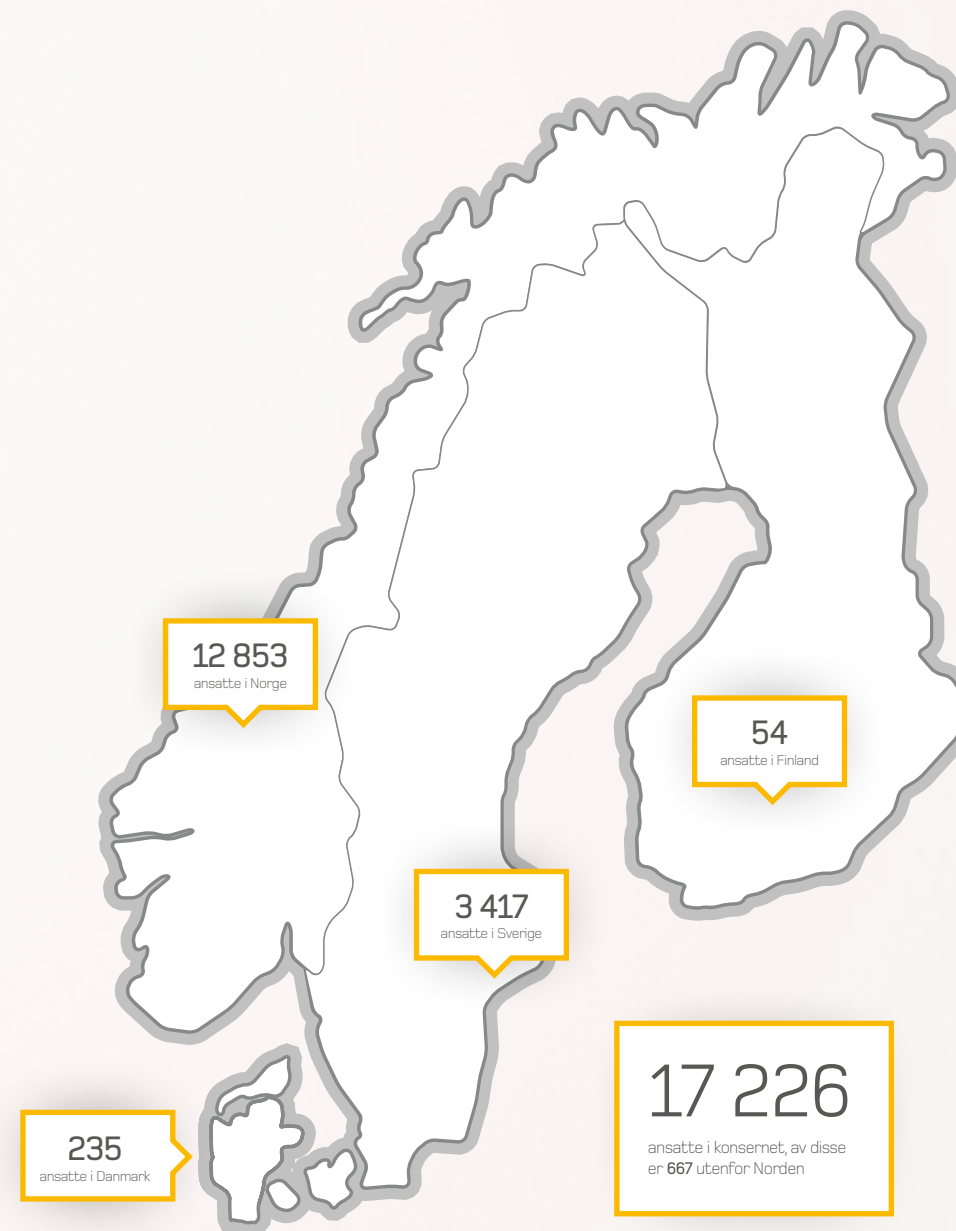 12 853
ansatte i Norge
54
ansatte i Finland
3 417
ansatte i Sverige
17 226
ansatte i konsernet, av disse
er 667 utenfor Norden
235
ansatte i Danmark